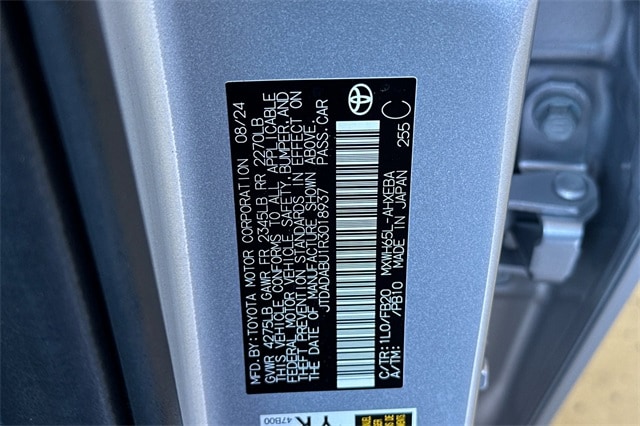 MFD.BY:TOYOTA MOTOR CORPORATION 08/24
GVWR 4275LB GAWR FR 2345LB RR 2270LB
THIS VEHICLE CONFORMS TO ALL APPLICABLE
FEDERAL MOTOR VEHICLE SAFETY, BUMPER,AND
THEFT PREVENTION STANDARDS IN EFFECT ON
THE DATE OF MANUFACTURE SHOWN ABOVE.
JTDADABU1R3018937 PASS.CAR
C/TR:1L0/FB20 MXWH65L-AHXEBA 255 C
A/TM: /PB10 MADE IN JAPAN
47B00